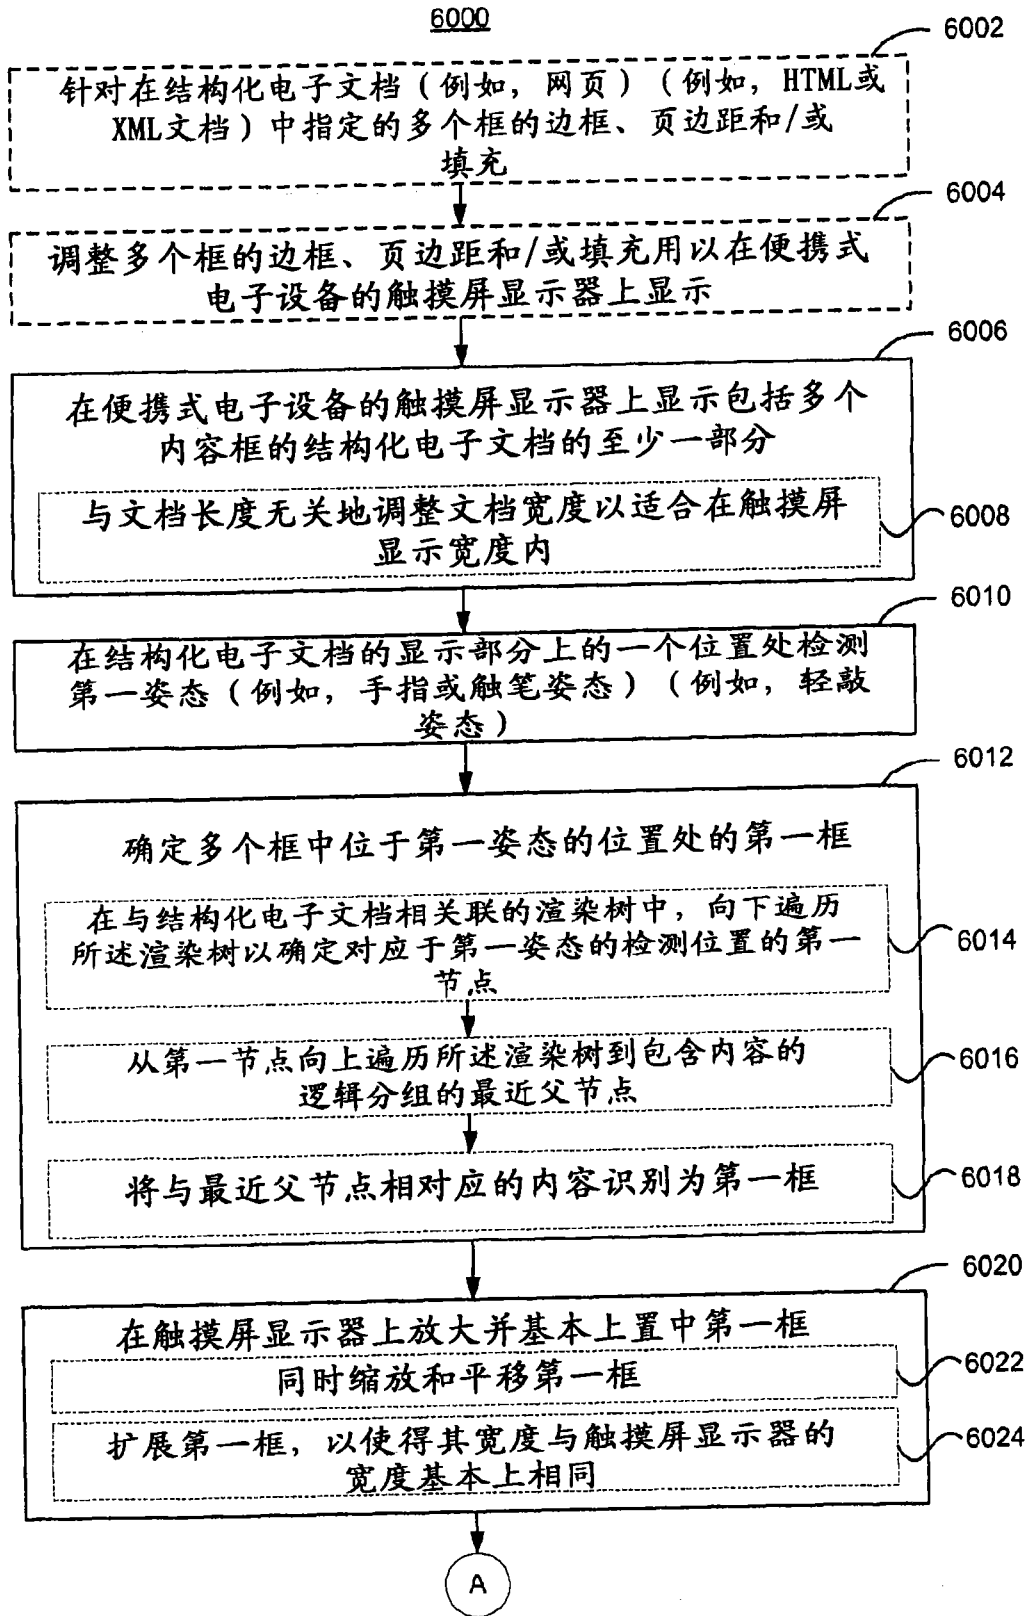 6000
6002
针对在结构化电子文档(例如,网页)(例如,HTML或
XML文档)中指定的多个框的边框、页边距和/或
填充
6004
调整多个框的边框、页边距和/或填充用以在便携式
电子设备的触摸屏显示器上显示
6006
在便携式电子设备的触摸屏显示器上显示包括多个
内容框的结构化电子文档的至少一部分
与文档长度无关地调整文档宽度以适合在触摸屏
显示宽度内
6008
6010
在结构化电子文档的显示部分上的一个位置处检测
第一姿态(例如,手指或触笔姿态)(例如,轻敲
姿态)
6012
确定多个框中位于第一姿态的位置处的第一框
在与结构化电子文档相关联的渲染树中,向下遍历
所述渲染树以确定对应于第一姿态的检测位置的第一
节点
6014
从第一节点向上遍历所述渲染树到包含内容的
逻辑分组的最近父节点
6016
将与最近父节点相对应的内容识别为第一框
6018
6020
在触摸屏显示器上放大并基本上置中第一框
同时缩放和平移第一框
6022
扩展第一框,以使得其宽度与触摸屏显示器的
宽度基本上相同
6024
A